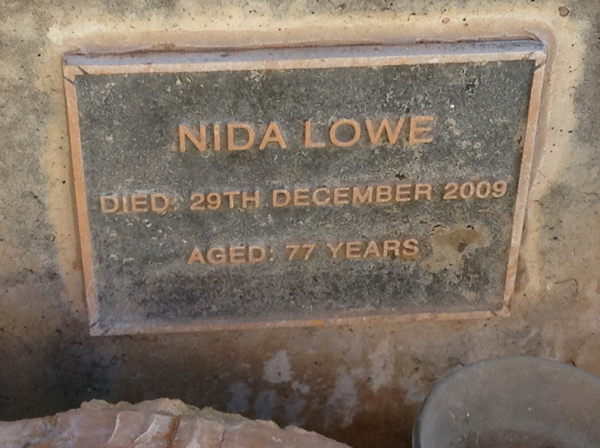 NIDA LOWE
DIED: 29TH DECEMBER 2009
AGED: 77 YEARS